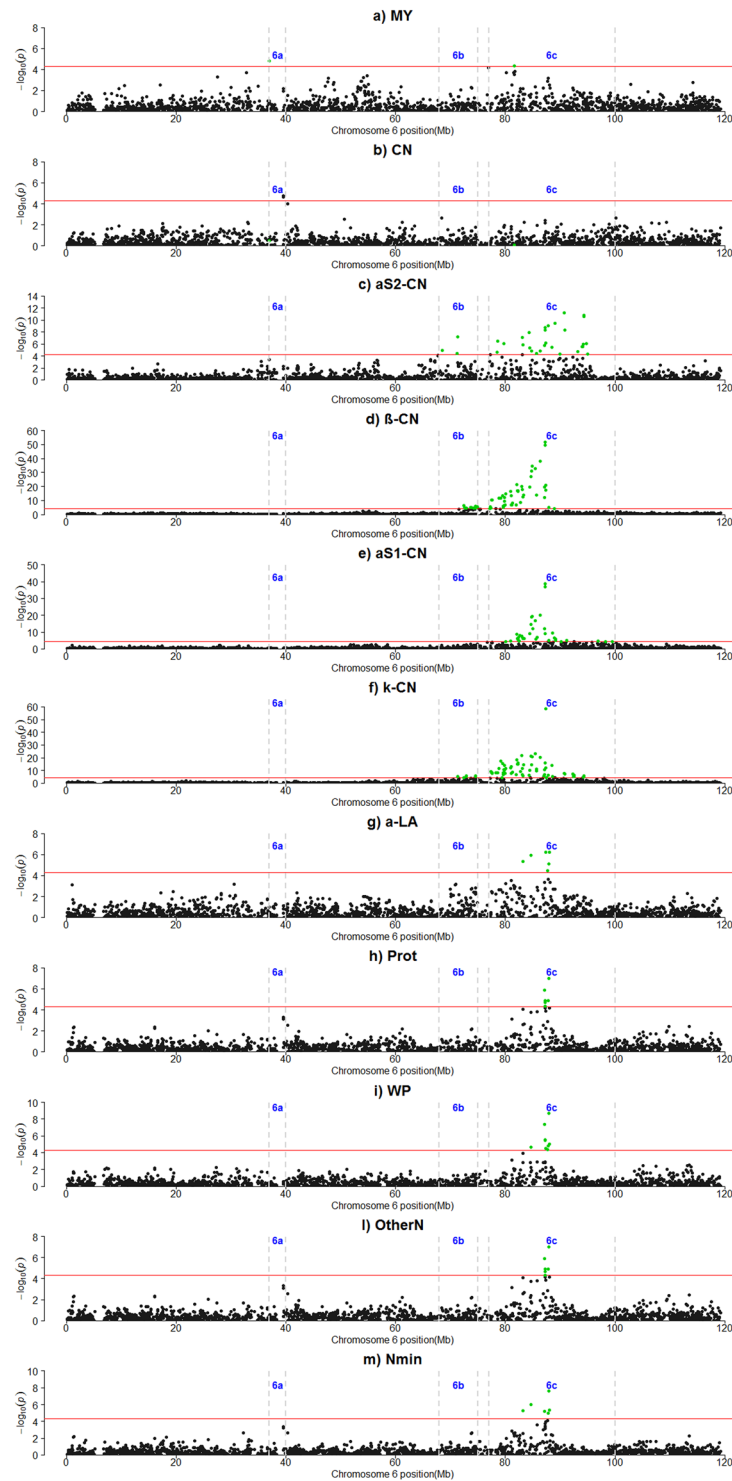 a) MY
8
6a 6b 6c
6
4
2
0
−log10(p)
0 20 40 60 80 100 120
Chromosome 6 position(Mb)
b) CN
8
6a 6b 6c
6
4
2
0
−log10(p)
0 20 40 60 80 100 120
Chromosome 6 position(Mb)
c) aS2-CN
14
12
6a 6b 6c
10
8
6
4
2
0
−log10(p)
0 20 40 60 80 100 120
Chromosome 6 position(Mb)
d) ß-CN
60
6a 6b 6c
50
40
30
20
10
0
−log10(p)
0 20 40 60 80 100 120
Chromosome 6 position(Mb)
e) aS1-CN
50
6a 6b 6c
40
30
20
10
0
−log10(p)
0 20 40 60 80 100 120
Chromosome 6 position(Mb)
f) k-CN
60
6a 6b 6c
50
40
30
20
10
0
−log10(p)
0 20 40 60 80 100 120
Chromosome 6 position(Mb)
g) a-LA
8
6a 6b 6c
6
4
2
0
−log10(p)
0 20 40 60 80 100 120
Chromosome 6 position(Mb)
h) Prot
8
6a 6b 6c
6
4
2
0
−log10(p)
0 20 40 60 80 100 120
Chromosome 6 position(Mb)
i) WP
10
6a 6b 6c
8
6
4
2
0
−log10(p)
0 20 40 60 80 100 120
Chromosome 6 position(Mb)
l) OtherN
8
6a 6b 6c
6
4
2
0
−log10(p)
0 20 40 60 80 100 120
Chromosome 6 position(Mb)
m) Nmin
10
6a 6b 6c
8
6
4
2
0
−log10(p)
0 20 40 60 80 100 120
Chromosome 6 position(Mb)